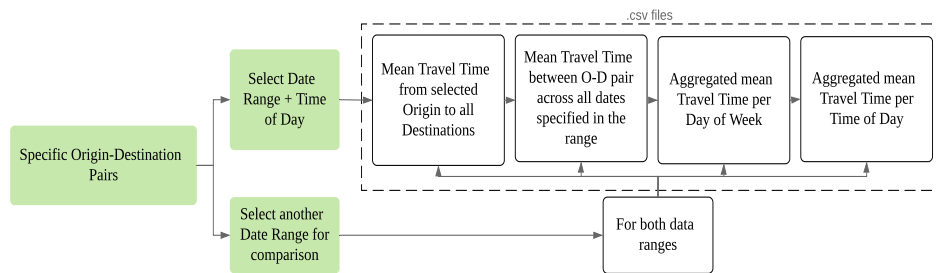 .csv files
Specific Origin-Destination
Pairs
Select Date
Range + Time
of Day
Mean Travel Time
from selected
Origin to all
Destinations
Mean Travel Time
between O-D pair
across all dates
specified in the
range
Aggregated mean
Travel Time per
Day of Week
Aggregated mean
Travel Time per
Time of Day
Select another
Date Range for
comparison
For both data
ranges